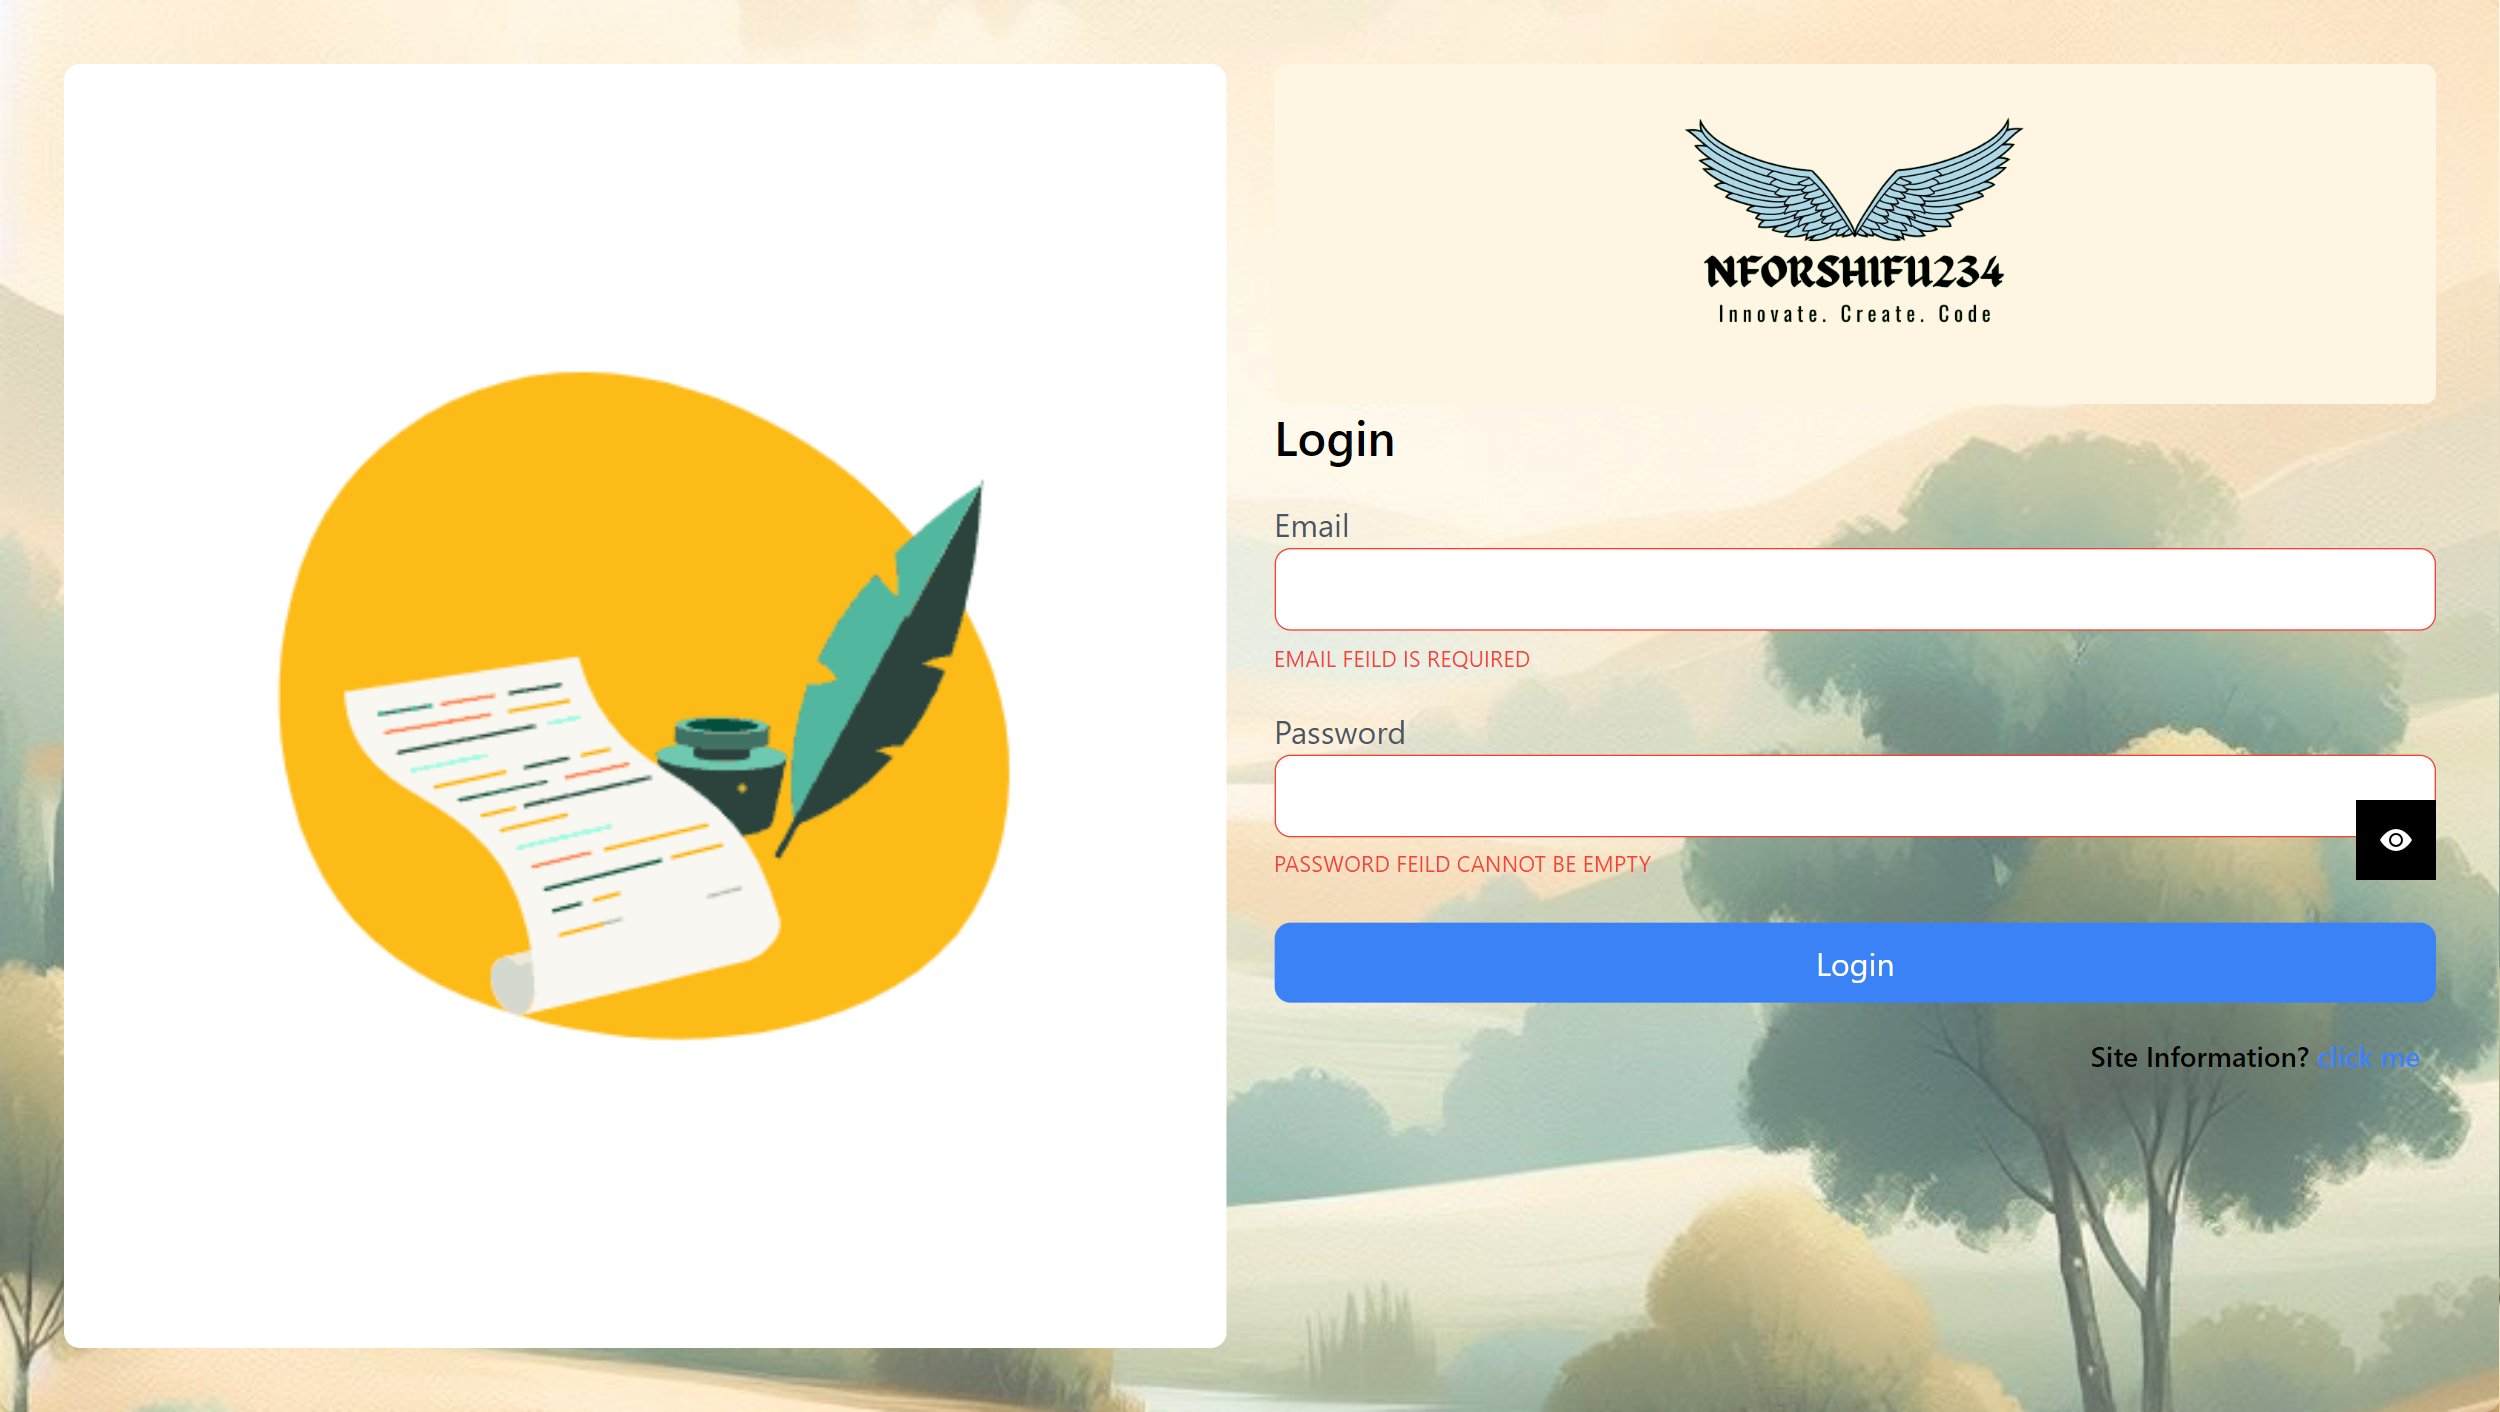 NFORSHIFU234
Innovate. Create. Code
Login
Email
EMAIL FEILD IS REQUIRED
Password
PASSWORD FEILD CANNOT BE EMPTY
Login
Site Information? click me